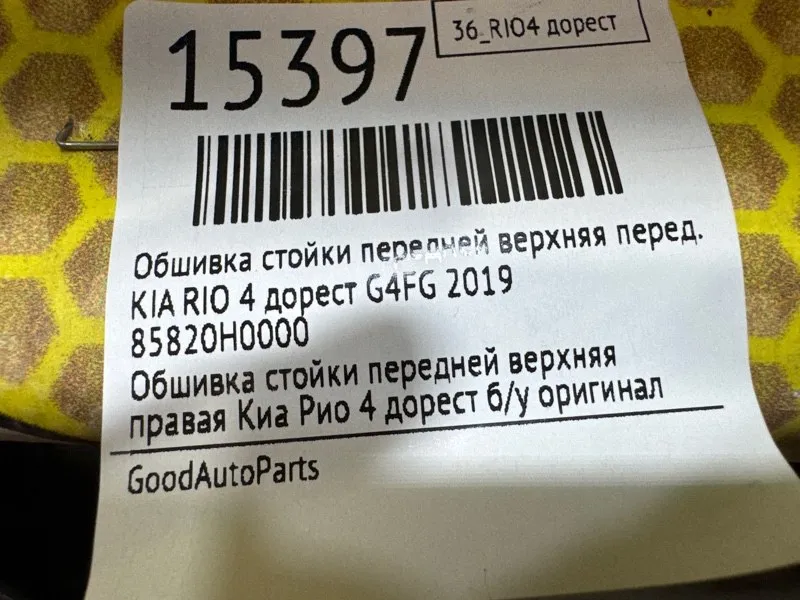 36_RIO4 дорест
15397
Обшивка стойки передней верхняя перед.
KIA RIO 4 дорест G4FG 2019
85820H0000
Обшивка стойки передней верхняя
правая Киа Рио 4 дорест б/у оригинал
GoodAutoParts